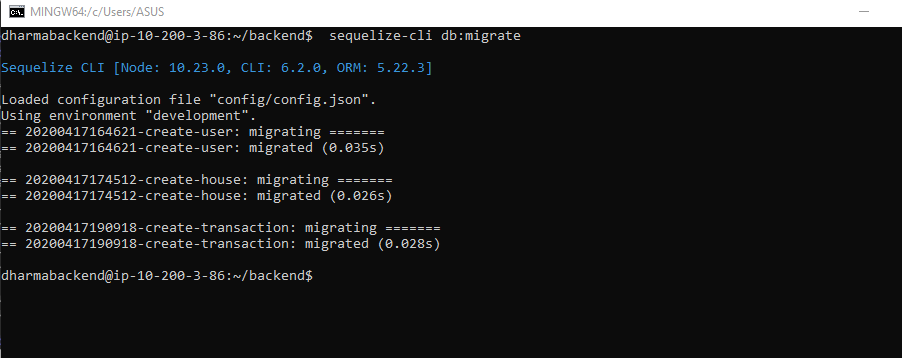 MINGW64:/c/Users/ASUS
dharmabackend@ip-10-200-3-86:~/backend$  sequelize-cli db:migrate
Sequelize CLI [Node: 10.23.0, CLI: 6.2.0, ORM: 5.22.3]
Loaded configuration file "config/config.json".
Using environment "development".
== 20200417164621-create-user: migrating =======
== 20200417164621-create-user: migrated (0.035s)
== 20200417174512-create-house: migrating =======
== 20200417174512-create-house: migrated (0.026s)
== 20200417190918-create-transaction: migrating =======
== 20200417190918-create-transaction: migrated (0.028s)
dharmabackend@ip-10-200-3-86:~/backend$